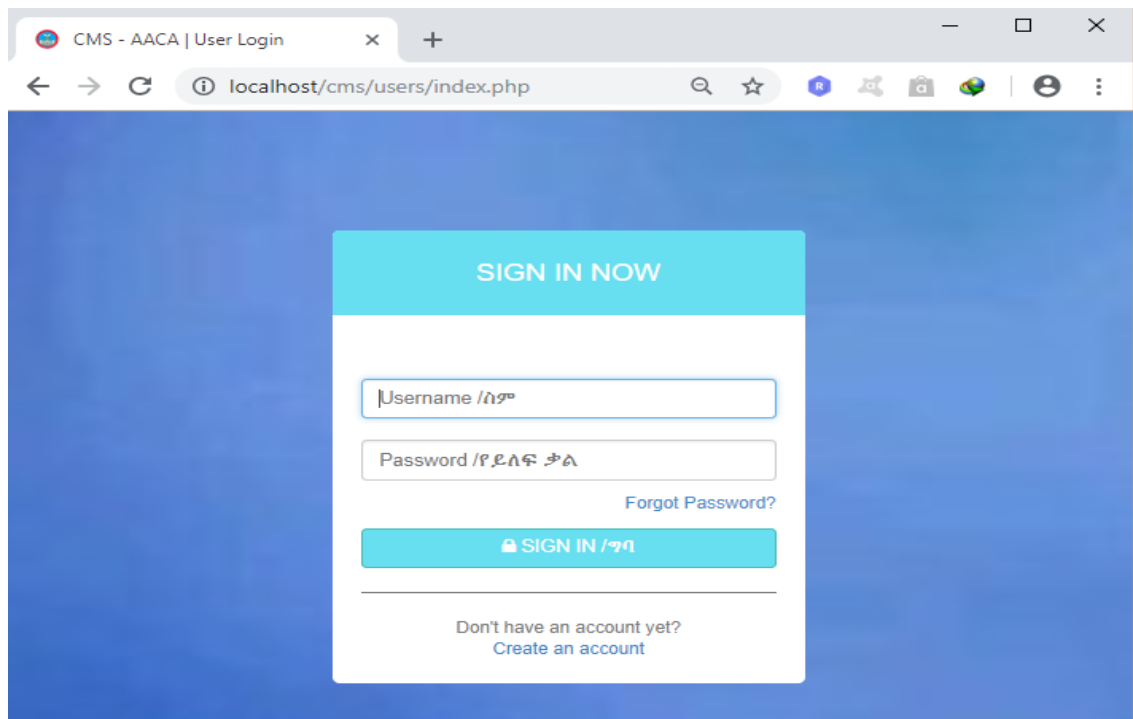 CMS - AACA | User Login
localhost/cms/users/index.php
SIGN IN NOW
Username /ስም
Password /የይለፍ ቃል
Forgot Password?
SIGN IN /ግባ
Don't have an account yet?
Create an account